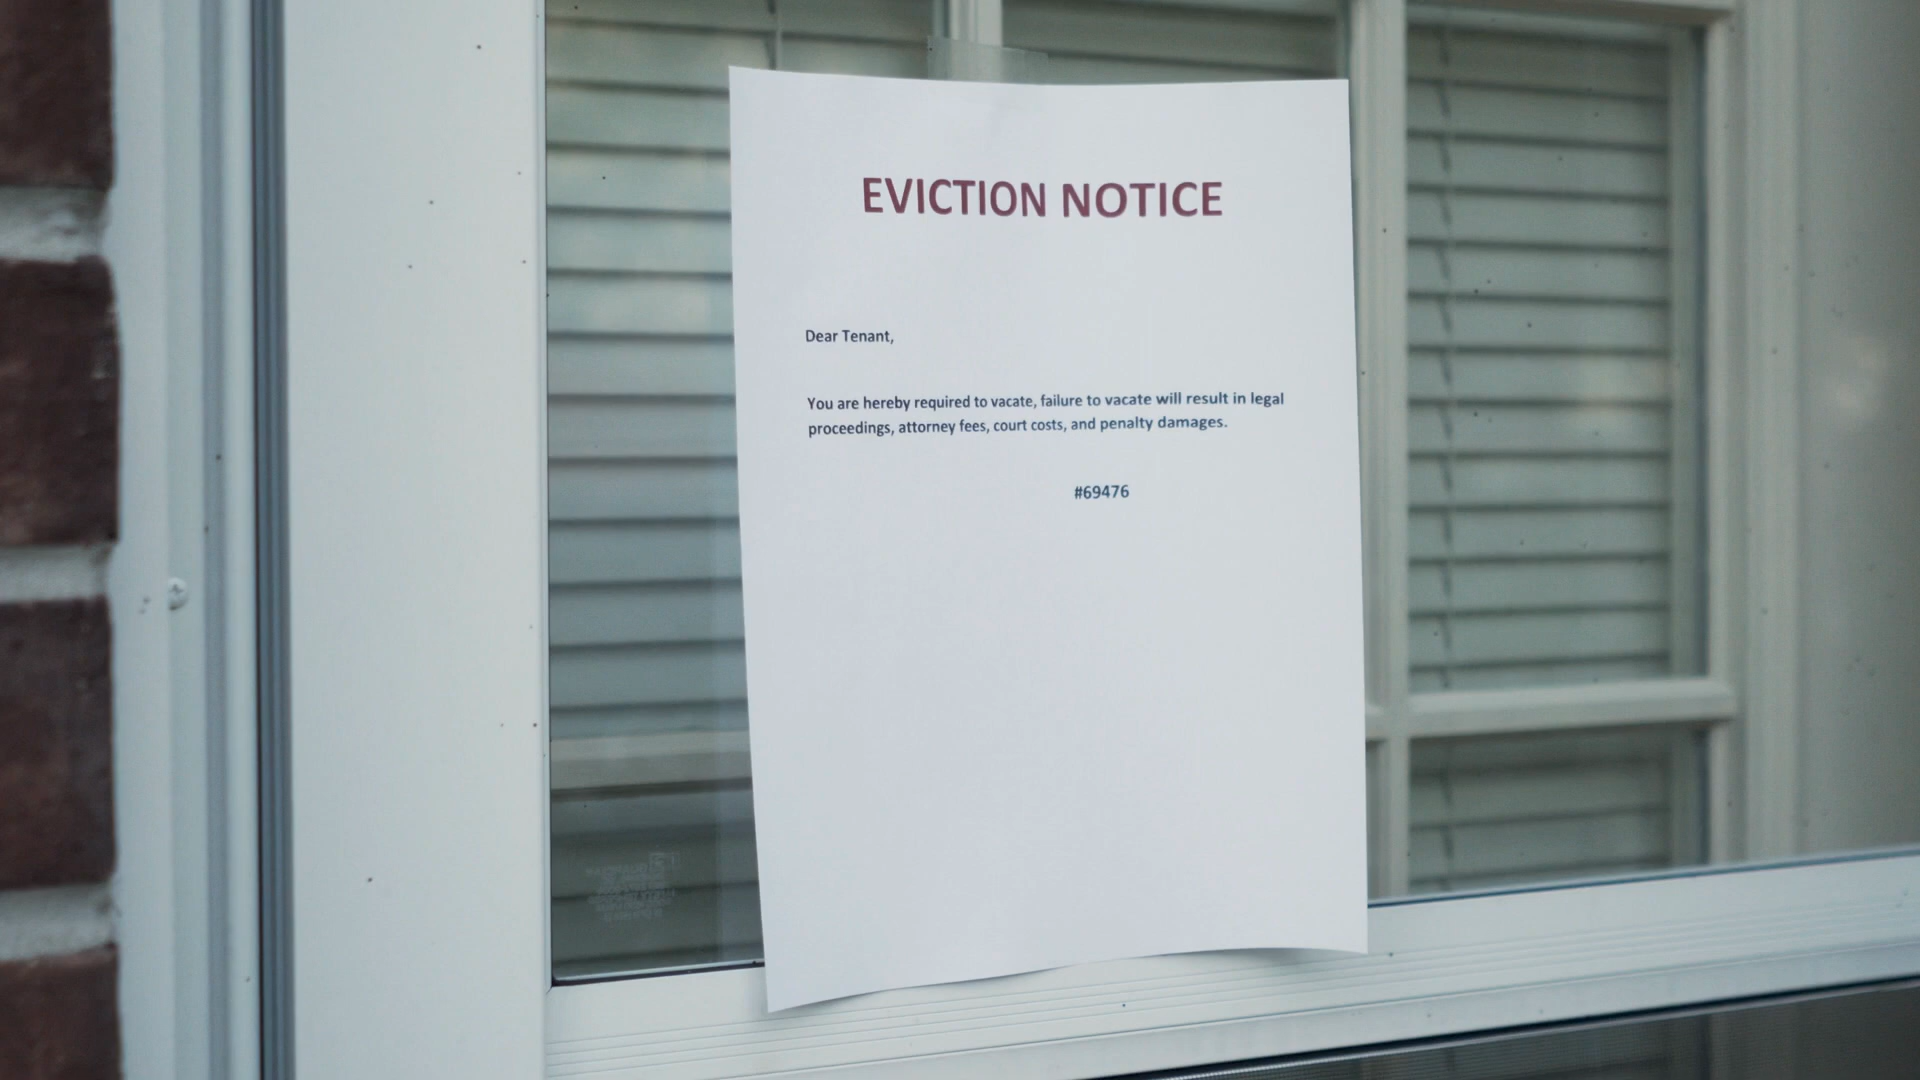 EVICTION NOTICE
Dear Tenant,
You are hereby required to vacate, failure to vacate will result in legal
proceedings, attorney fees, court costs, and penalty damages.
#69476